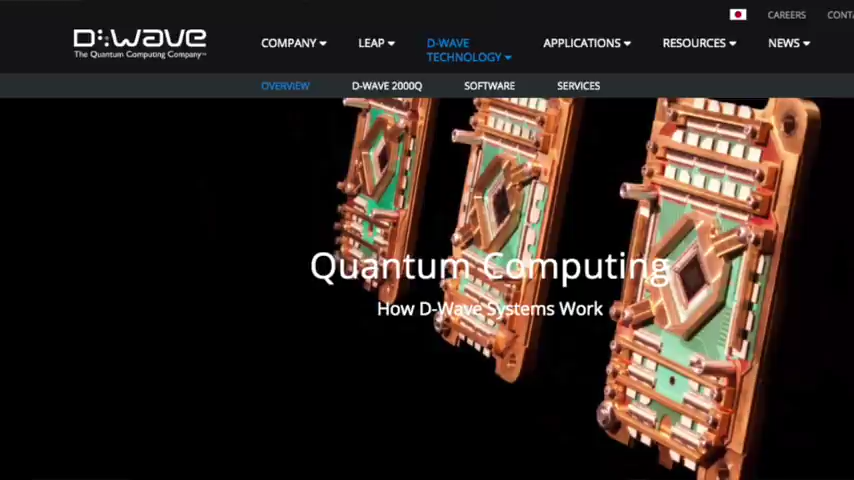 CAREERS
D:wave
The Quantum Computing Company™
COMPANY
LEAP
D-WAVE
TECHNOLOGY
APPLICATIONS
RESOURCES
NEWS
OVERVIEW
D-WAVE 2000Q
SOFTWARE
SERVICES
Quantum Computing
How D-Wave Systems Work